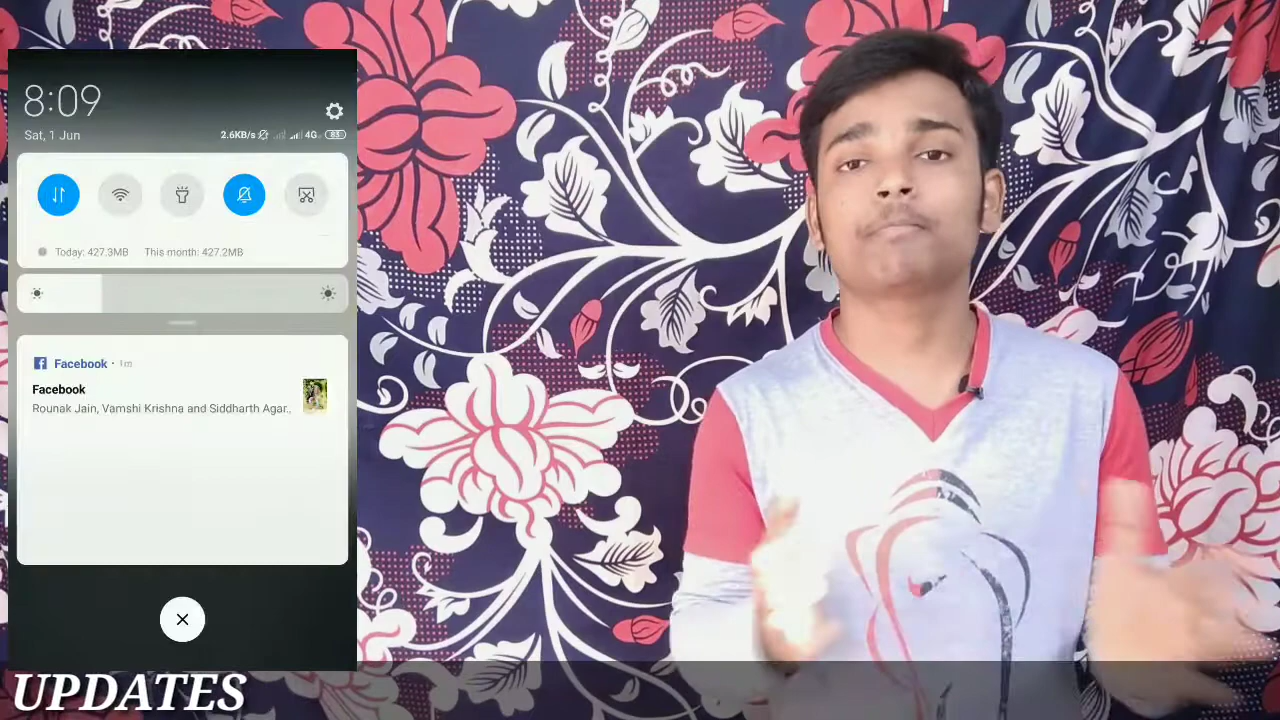 8:09
Sat, 1 Jun
2.6KB/s 4G 63
Today: 427.3MB This month: 427.2MB
Facebook · 1m
Facebook
Rounak Jain, Vamshi Krishna and Siddharth Agar..
UPDATES